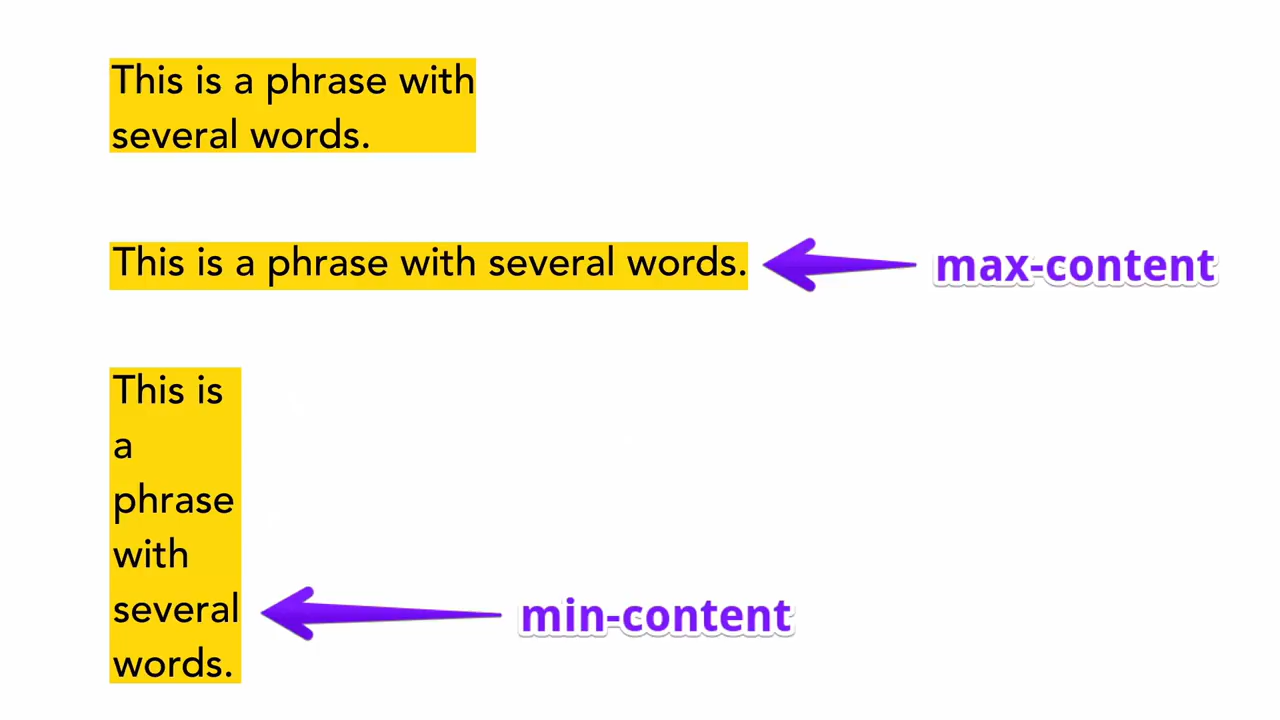 This is a phrase with
several words.
This is a phrase with several words.
max-content
This is
a
phrase
with
several
words.
min-content